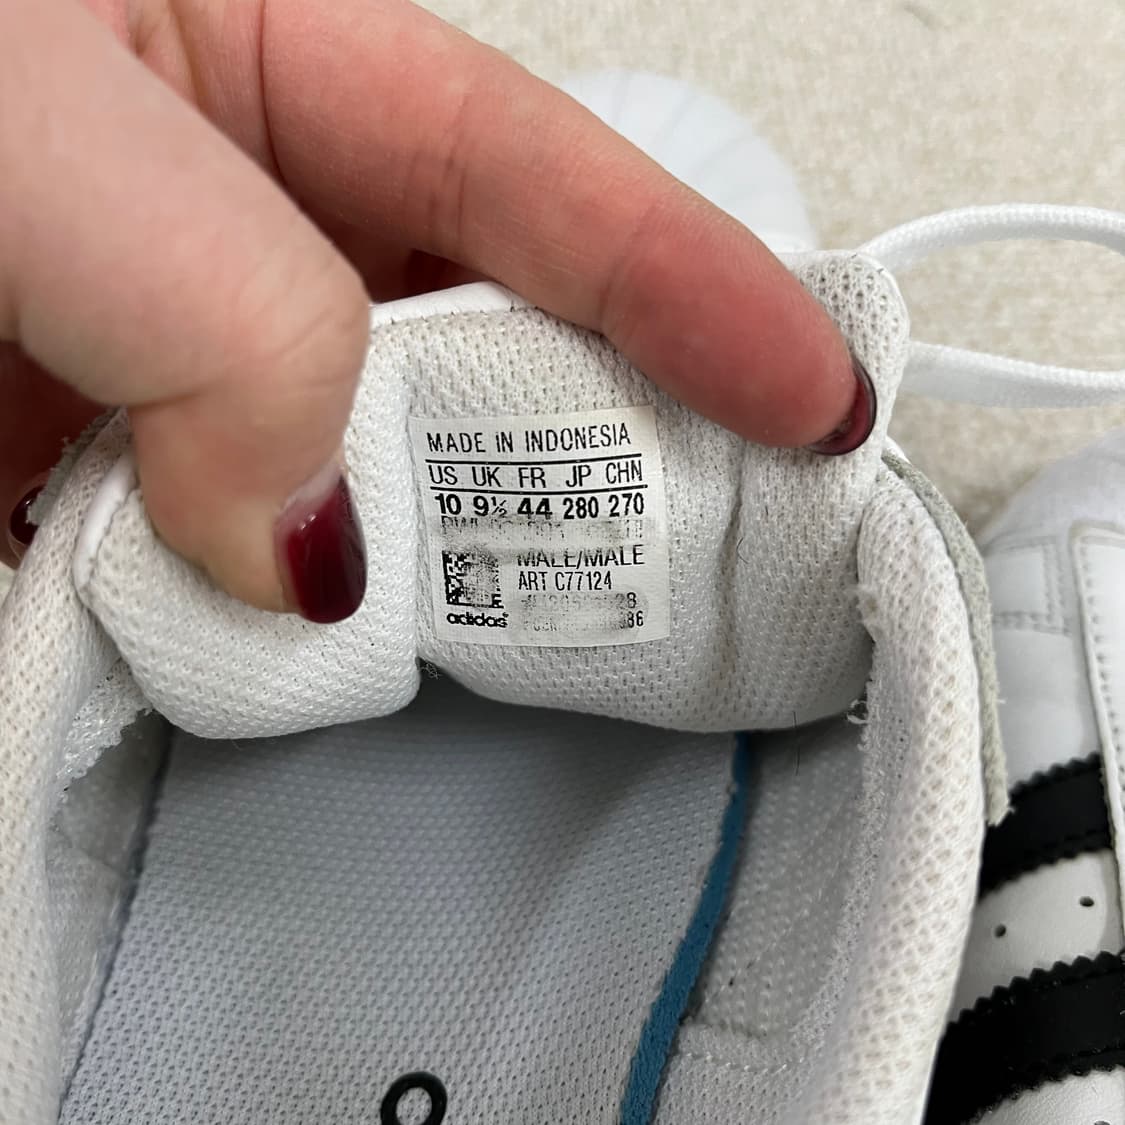 MADE IN INDONESIA
US UK FR JP CHN
10 9½ 44 280 270
MALE/MALE
ART C77124
adidas